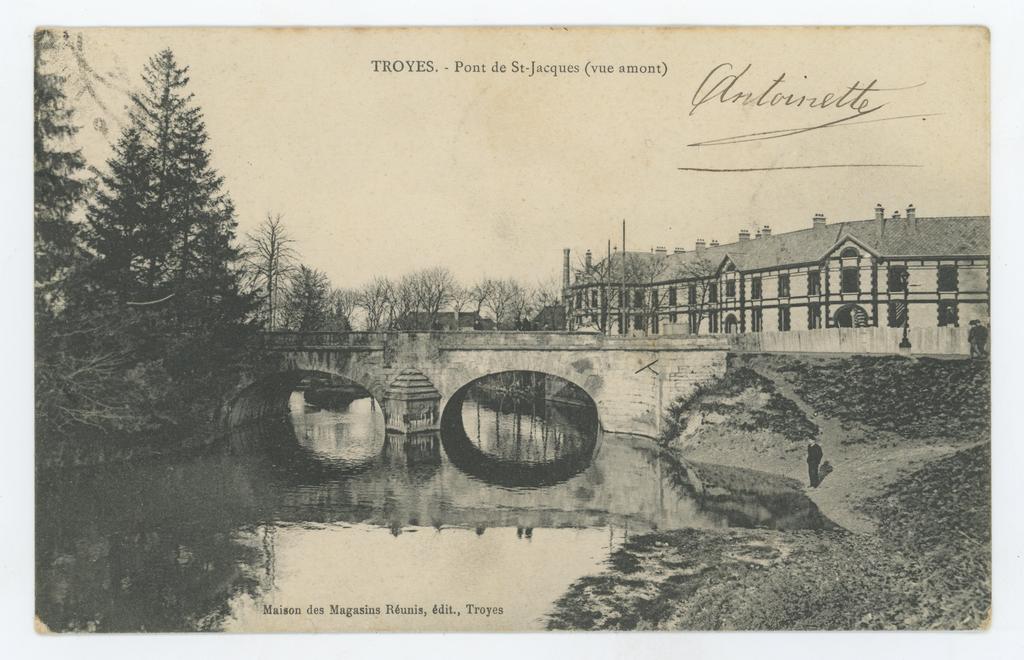 TROYES. - Pont de St-Jacques (vue amont)
Antoinette
Maison des Magasins Réunis, édit., Troyes